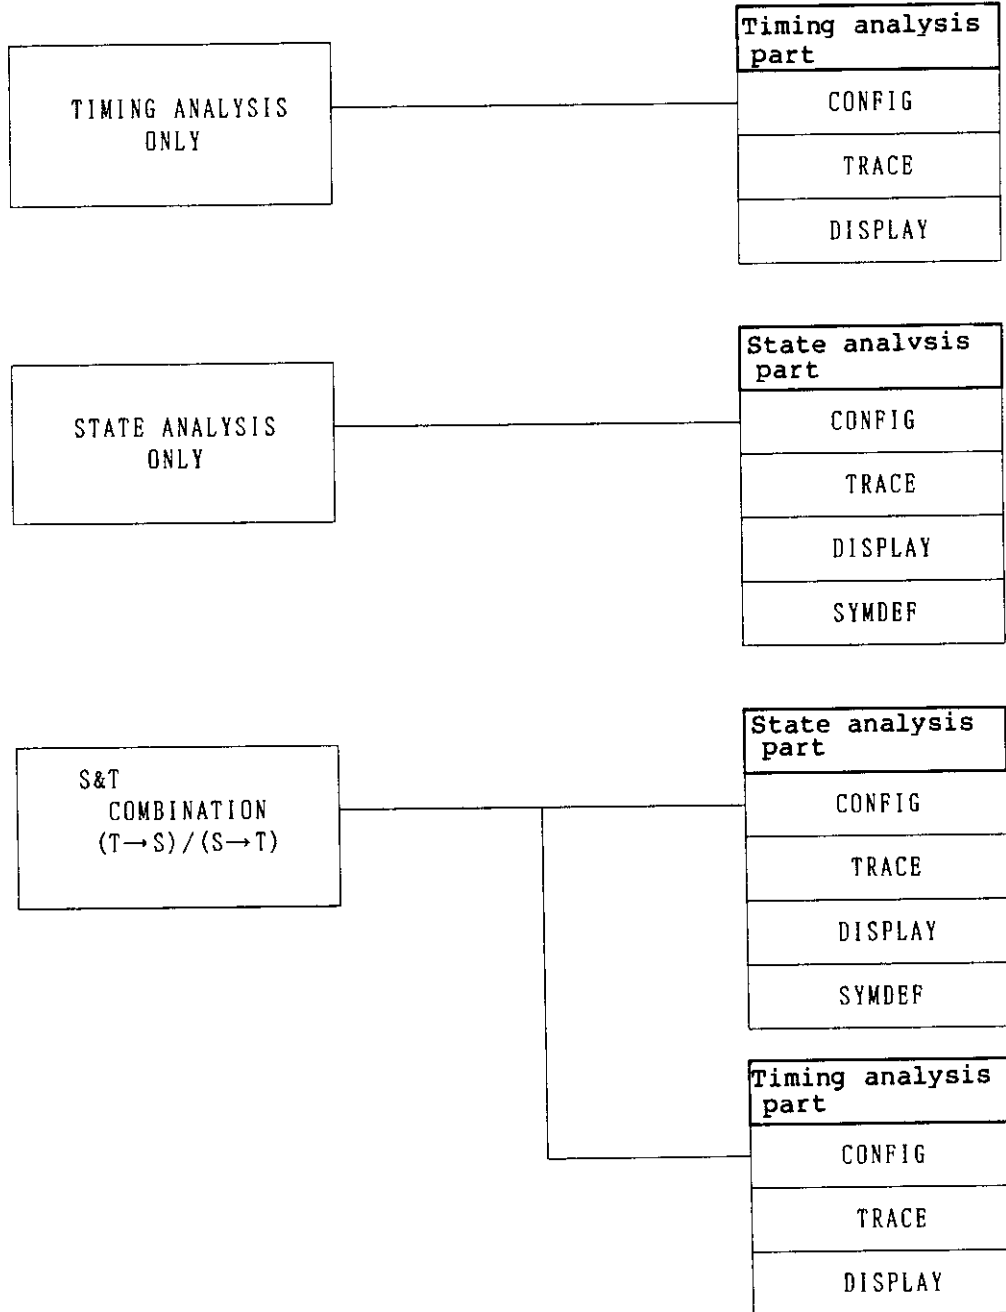 Timing analysis
part
TIMING ANALYSIS
ONLY
CONFIG
TRACE
DISPLAY
State analvsis
part
STATE ANALYSIS
ONLY
CONFIG
TRACE
DISPLAY
SYMDEF
State analysis
part
S&T
COMBINATION
(T→S)/(S→T)
CONFIG
TRACE
DISPLAY
SYMDEF
Timing analysis
part
CONFIG
TRACE
DISPLAY